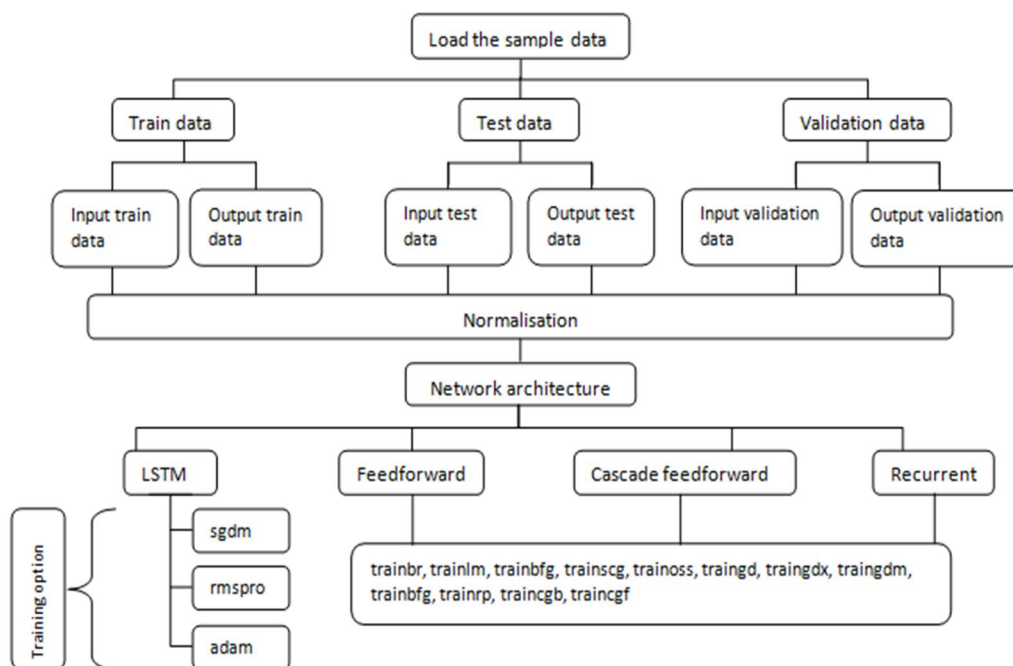 Load the sample data
Train data
Test data
Validation data
Input train
data
Output train
data
Input test
data
Output test
data
Input validation
data
Output validation
data
Normalisation
Network architecture
LSTM
Feedforward
Cascade feedforward
Recurrent
Training option
sgdm
rmspro
adam
trainbr, trainlm, trainbfg, trainscg, trainoss, traingd, traingdx, traingdm,
trainbfg, trainrp, traincgb, traincgf